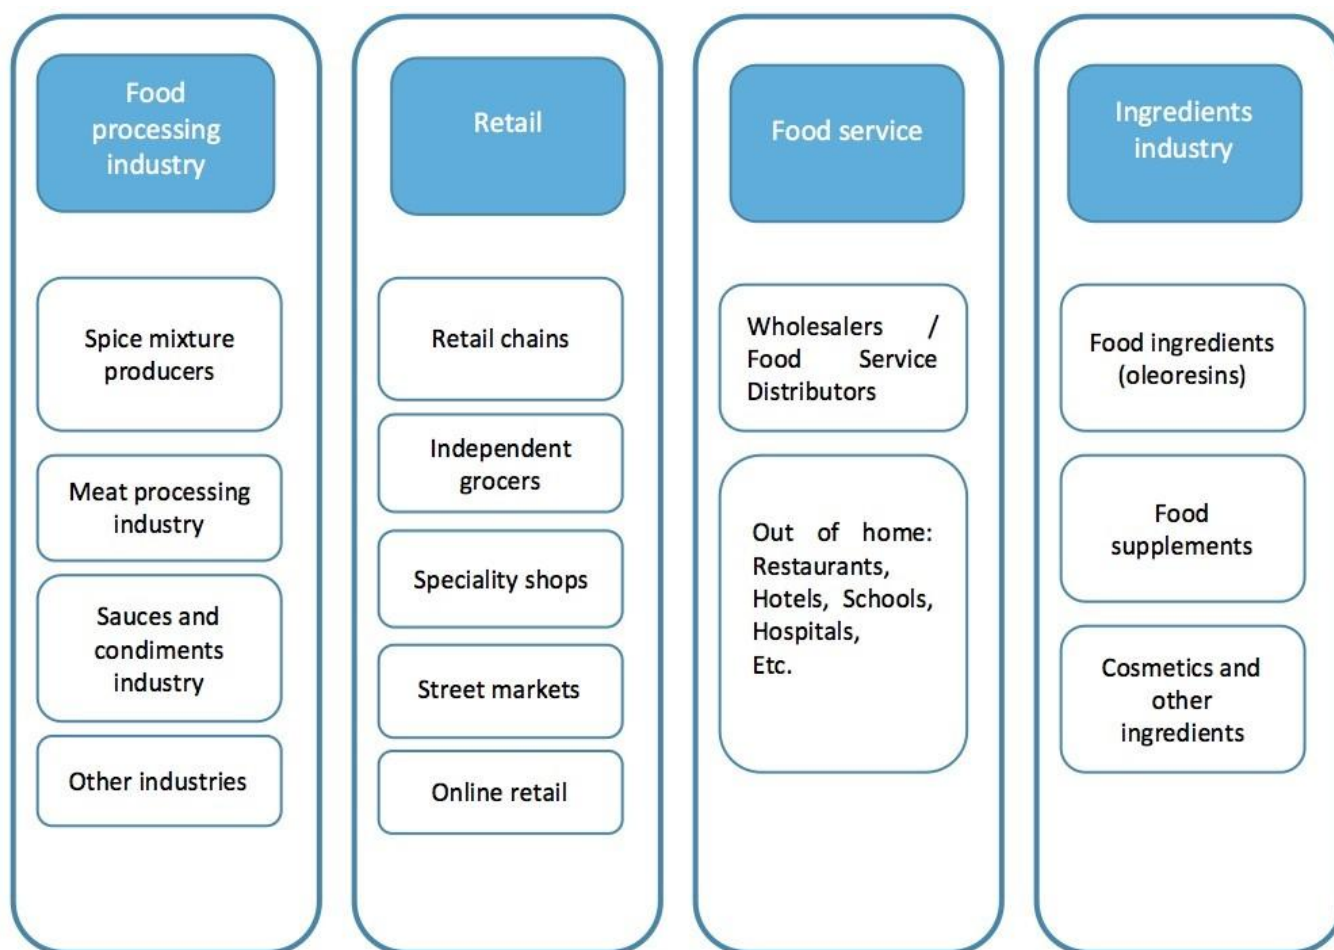 Food
processing
industry
Spice mixture
producers
Meat processing
industry
Sauces and
condiments
industry
Other industries
Retail
Retail chains
Independent
grocers
Speciality shops
Street markets
Online retail
Food service
Wholesalers /
Food Service
Distributors
Out of home:
Restaurants,
Hotels, Schools,
Hospitals,
Etc.
Ingredients
industry
Food ingredients
(oleoresins)
Food
supplements
Cosmetics and
other
ingredients